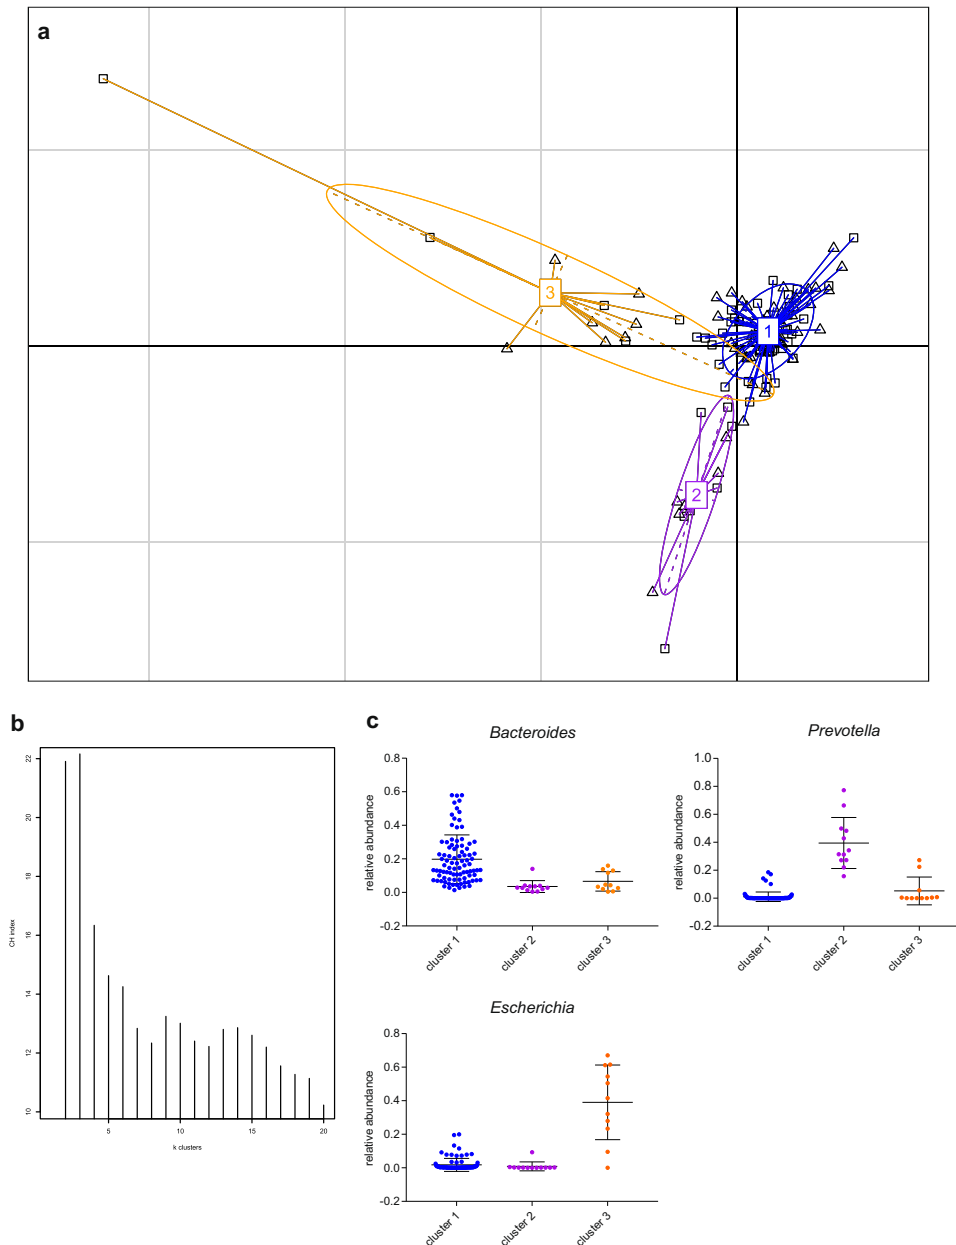 a
3
1
2
b
22
20
18
16
14
12
10
CH index
5
10
15
20
k clusters
c
Bacteroides
0.8
0.6
0.4
0.2
0.0
-0.2
relative abundance
cluster 1
cluster 2
cluster 3
Prevotella
1.0
0.8
0.6
0.4
0.2
0.0
-0.2
relative abundance
cluster 1
cluster 2
cluster 3
Escherichia
0.8
0.6
0.4
0.2
0.0
-0.2
relative abundance
cluster 1
cluster 2
cluster 3